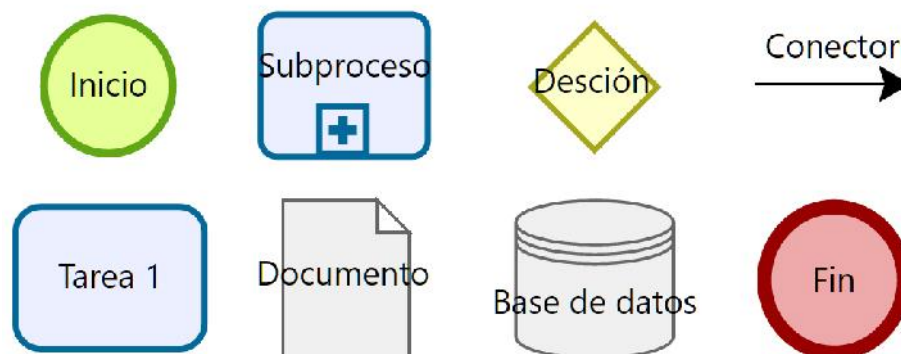 Inicio
Subproceso
Desción
Conector
Tarea 1
Documento
Base de datos
Fin